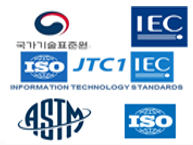 IEC
국가기술표준원
ISO JTC1 IEC
INFORMATION TECHNOLOGY STANDARDS
ASTM
ISO